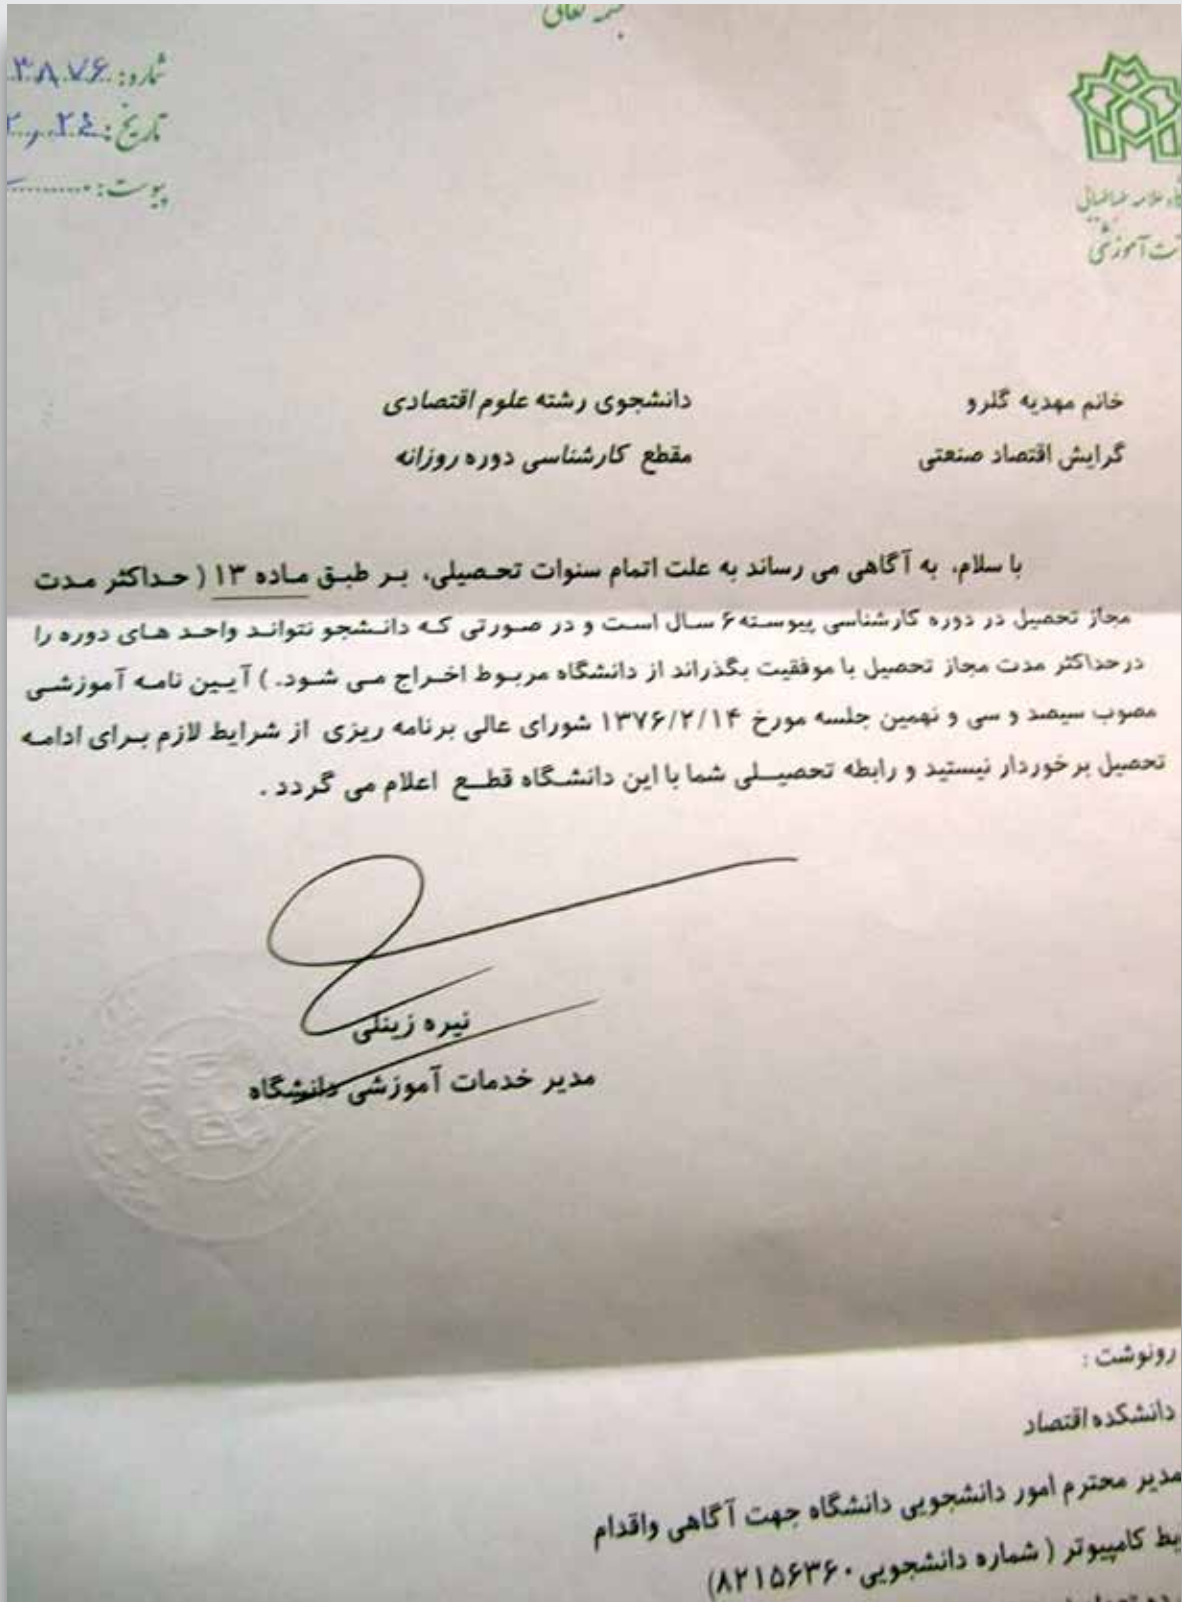 تعالی
شماره: ۳۸۷۶
تاریخ:
پیوست:
علامه طباطبائی
آموزشی
خانم مهدیه گلرو
دانشجوی رشته علوم اقتصادی
گرایش اقتصاد صنعتی
مقطع کارشناسی دوره روزانه
با سلام، به آگاهی می رساند به علت اتمام سنوات تحصیلی، بر طبق ماده ۱۳ ( حداکثر مدت
مجاز تحصیل در دوره کارشناسی پیوسته ۶ سال است و در صورتی که دانشجو نتواند واحد های دوره را
درحداکثر مدت مجاز تحصیل با موفقیت بگذراند از دانشگاه مربوط اخراج می شود. ) آیین نامه آموزشی
مصوب سیصد و سی و نهمین جلسه مورخ ۱۳۷۶/۲/۱۴ شورای عالی برنامه ریزی از شرایط لازم برای ادامه
تحصیل برخوردار نیستید و رابطه تحصیلی شما با این دانشگاه قطع اعلام می گردد .
نیره زینلی
مدیر خدمات آموزشی دانشگاه
رونوشت :
دانشکده اقتصاد
مدیر محترم امور دانشجویی دانشگاه جهت آگاهی واقدام
کامپیوتر ( شماره دانشجویی ۸۲۱۵۶۳۶۰)